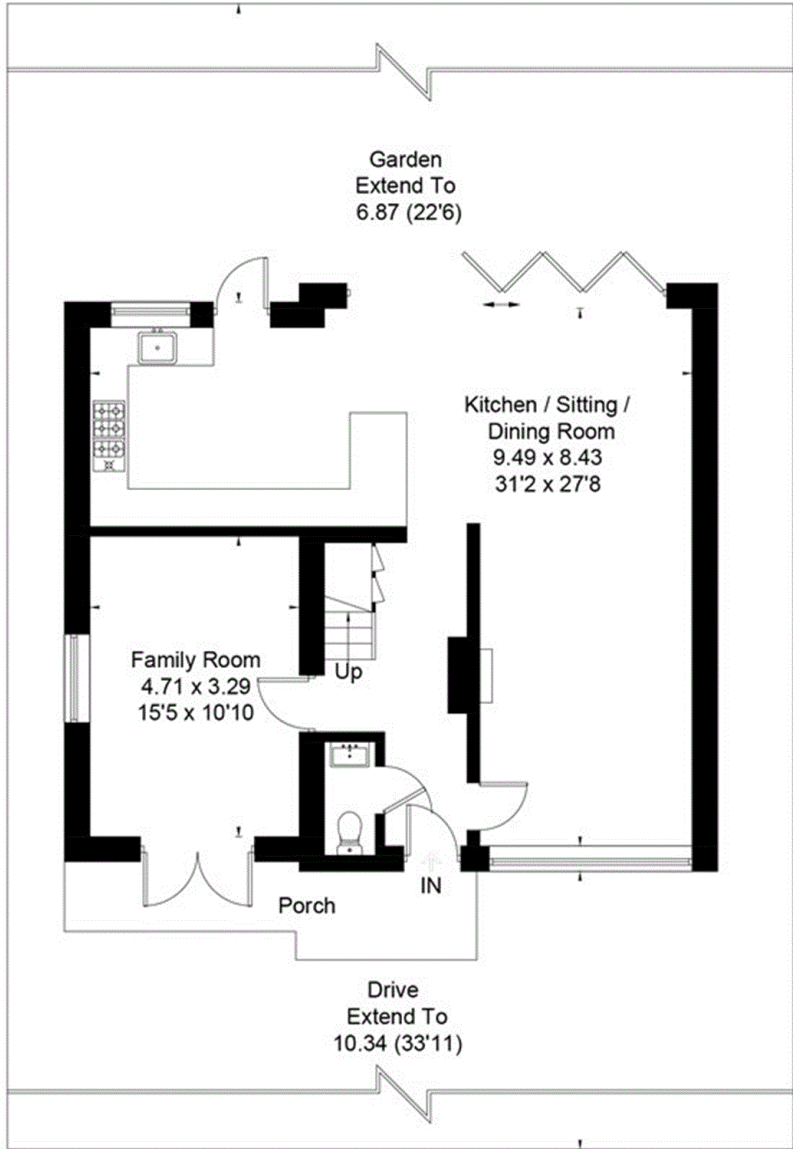 Garden
Extend To
6.87 (22'6)
Kitchen / Sitting /
Dining Room
9.49 x 8.43
31'2 x 27'8
Family Room
4.71 x 3.29
15'5 x 10'10
Up
IN
Porch
Drive
Extend To
10.34 (33'11)